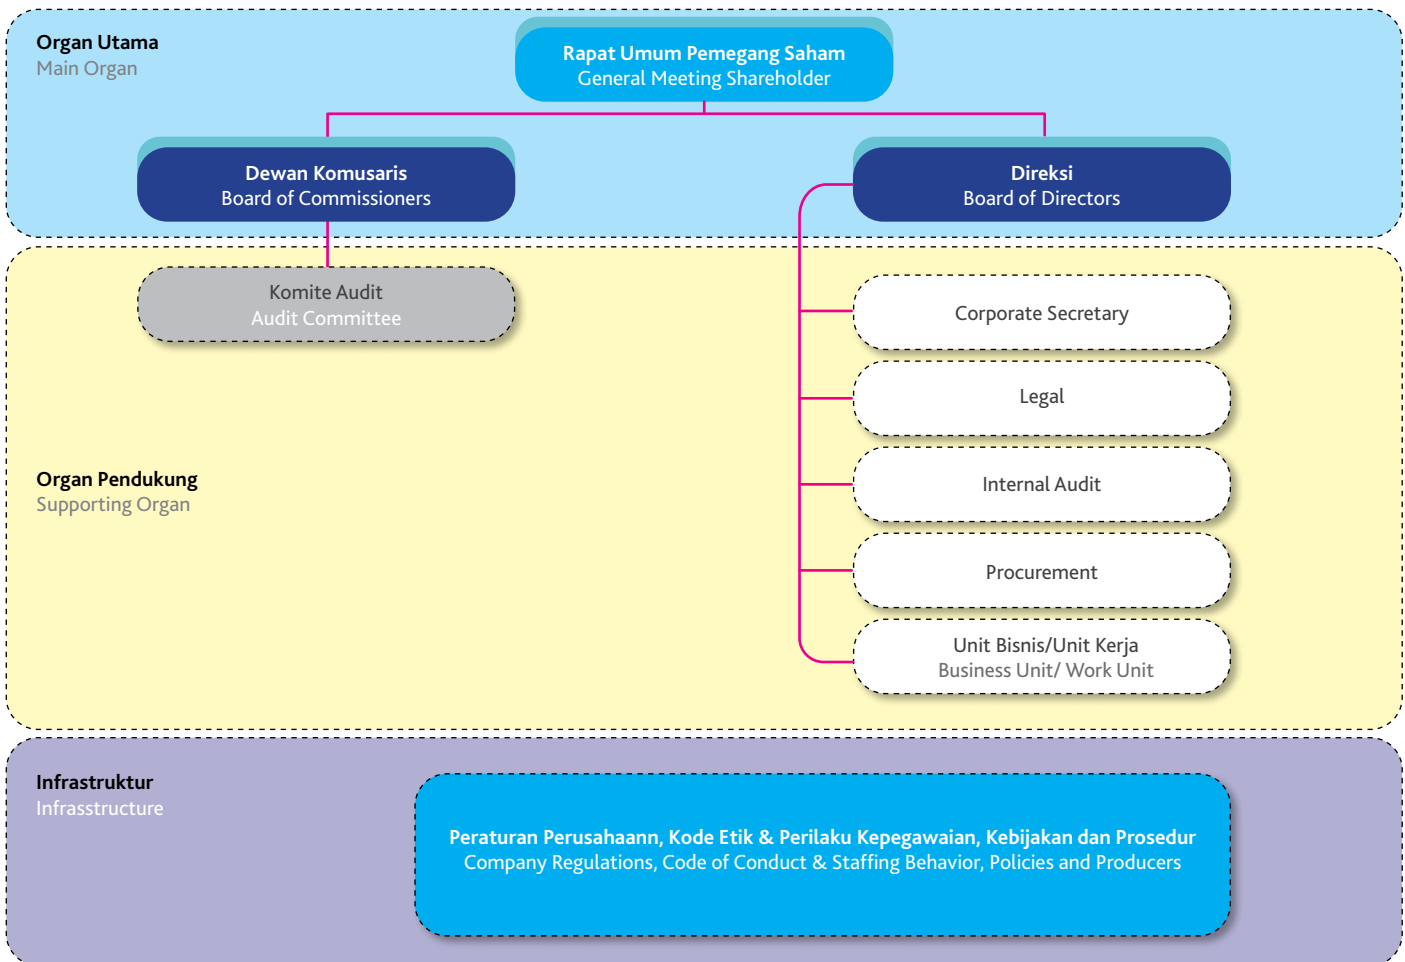 Organ Utama
Main Organ
Rapat Umum Pemegang Saham
General Meeting Shareholder
Dewan Komusaris
Board of Commissioners
Direksi
Board of Directors
Komite Audit
Audit Committee
Corporate Secretary
Legal
Organ Pendukung
Supporting Organ
Internal Audit
Procurement
Unit Bisnis/Unit Kerja
Business Unit/ Work Unit
Infrastruktur
Infrasstructure
Peraturan Perusahaann, Kode Etik & Perilaku Kepegawaian, Kebijakan dan Prosedur
Company Regulations, Code of Conduct & Staffing Behavior, Policies and Producers